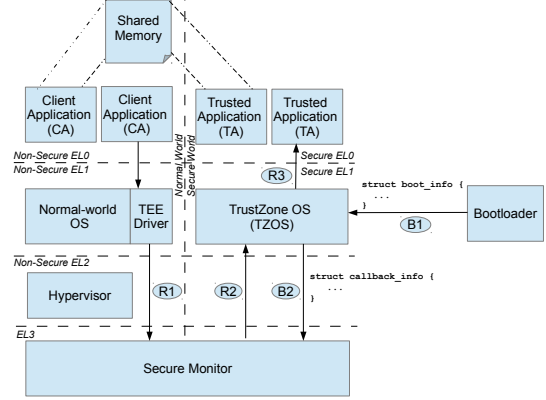 Shared
Memory
Client
Application
(CA)
Client
Application
(CA)
Trusted
Application
(TA)
Trusted
Application
(TA)
Non-Secure EL0
Non-Secure EL1
Normal World
Secure World
Secure EL0
Secure EL1
R3
Normal-world
OS
TEE
Driver
TrustZone OS
(TZOS)
struct boot_info {
...
}
B1
Bootloader
Non-Secure EL2
Hypervisor
R1
R2
B2
struct callback_info {
...
}
EL3
Secure Monitor